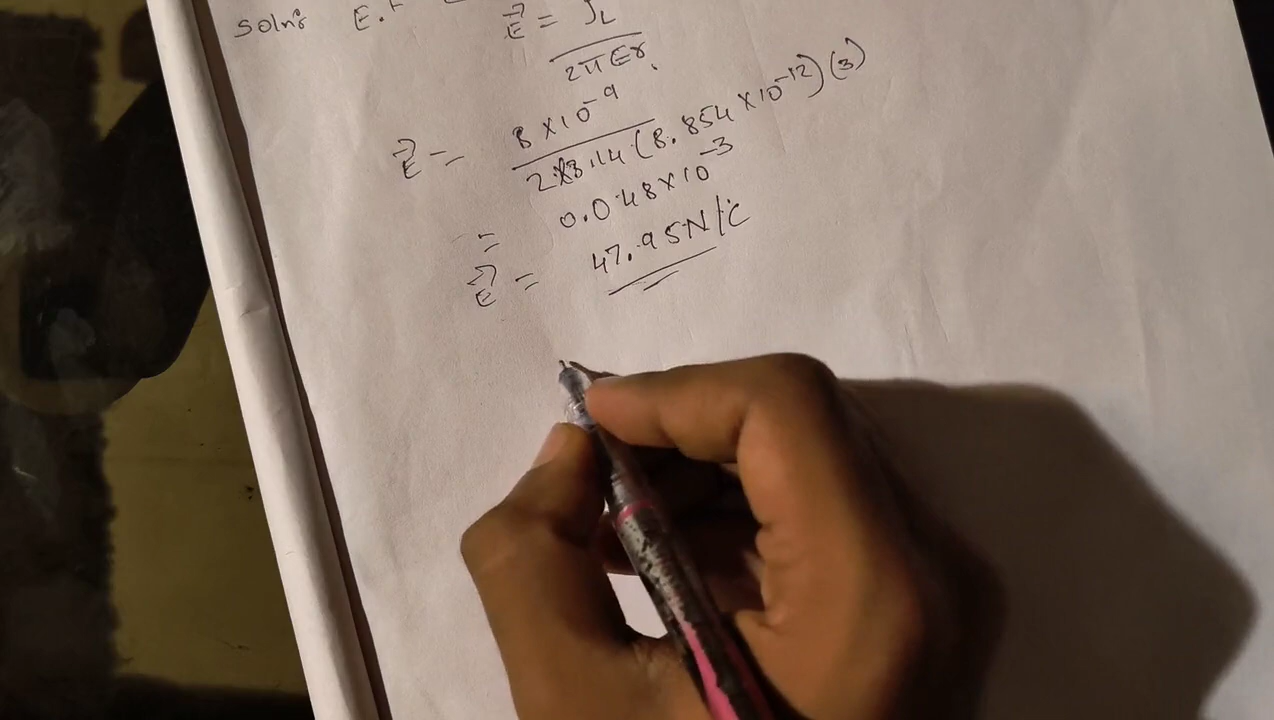 Soln: E.F
E⃗ = ρL / 2π∈r
E⃗ = 8 × 10⁻⁹ / 2×3.14 (8.854 × 10⁻¹²) (3)
= 0.048 × 10⁻³
E⃗ = 47.95 N/C